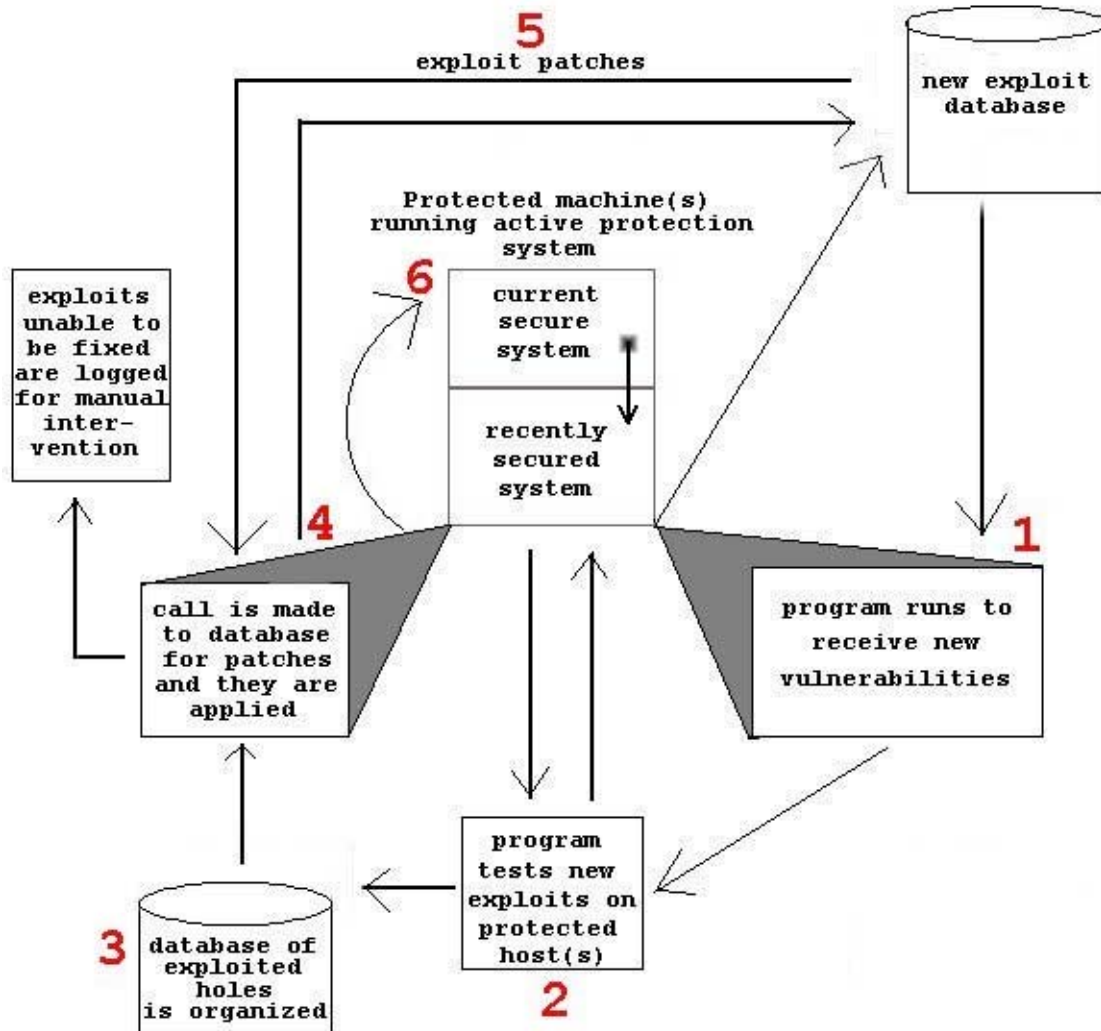 5
exploit patches
new exploit
database
Protected machine(s)
running active protection
system
6
current
secure
system
exploits
unable to
be fixed
are logged
for manual
inter-
vention
recently
secured
system
4
1
call is made
to database
for patches
and they are
applied
program runs to
receive new
vulnerabilities
program
tests new
exploits on
protected
host(s)
2
3
database of
exploited
holes
is organized